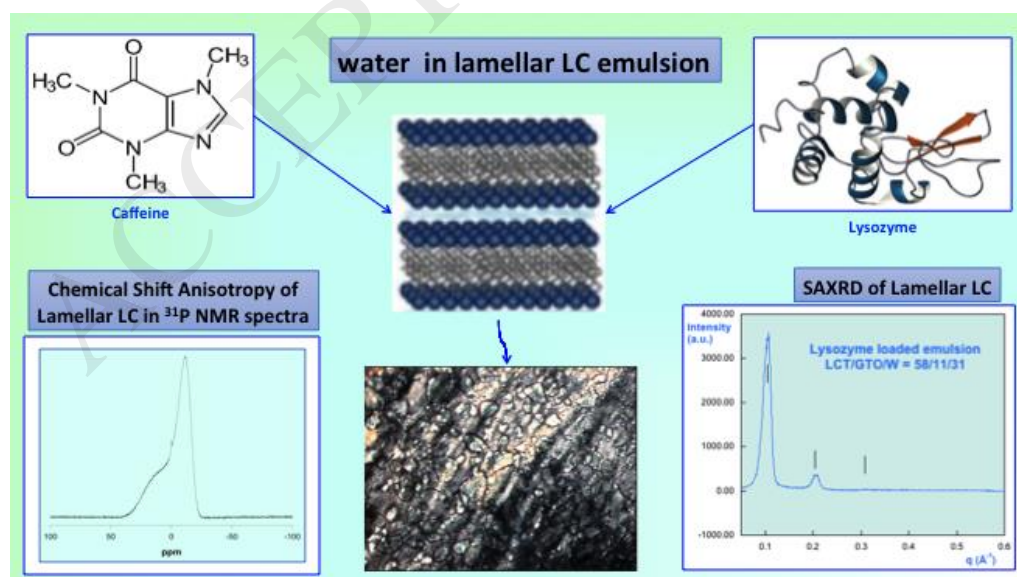 water in lamellar LC emulsion
O
CH₃
H₃C
N
N
O
N
N
CH₃
Caffeine
Lysozyme
Chemical Shift Anisotropy of
Lamellar LC in ³¹P NMR spectra
100
50
0
-50
-100
ppm
SAXRD of Lamellar LC
Intensity
(a.u.)
4000.00
3000.00
2000.00
1000.00
0.00
-1000.00
Lysozyme loaded emulsion
LCT/GTO/W = 58/11/31
0.1
0.2
0.3
0.4
0.5
0.6
q (Å⁻¹)
ACCEPT